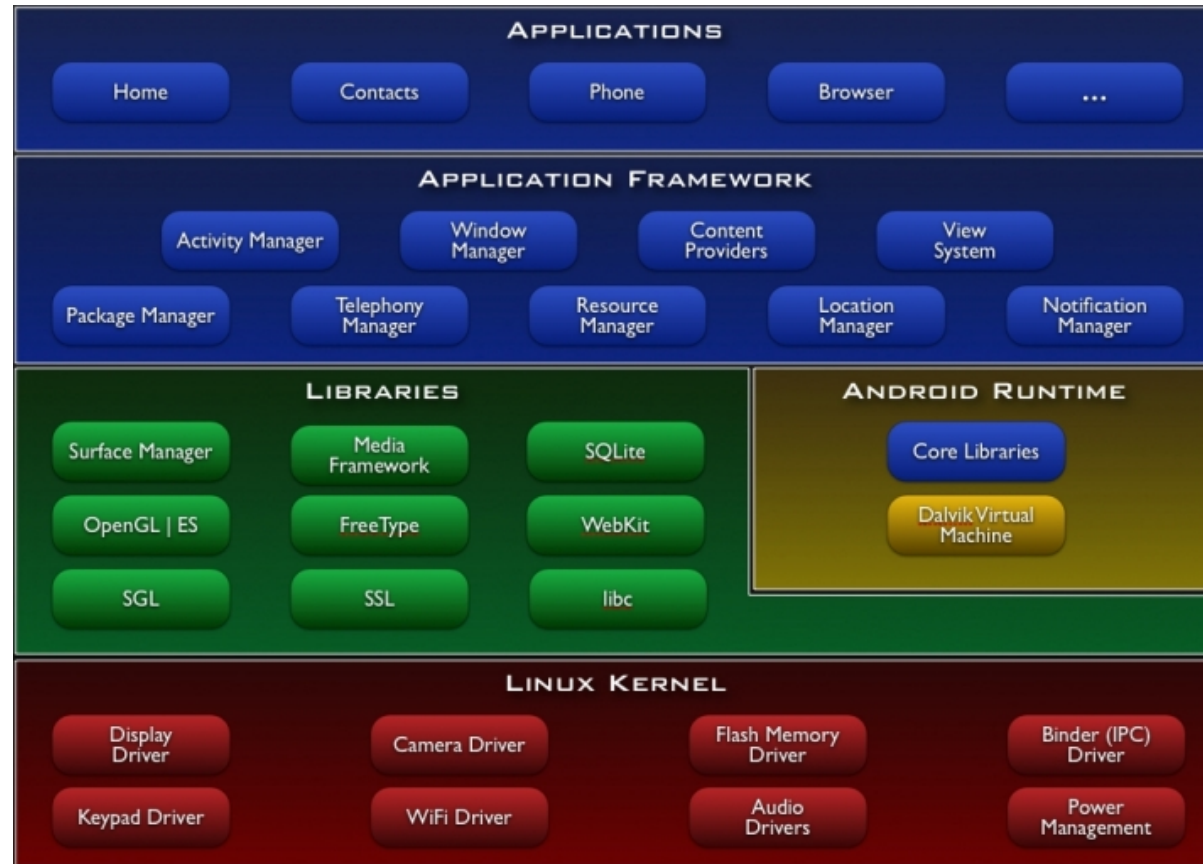 APPLICATIONS
Home
Contacts
Phone
Browser
...
APPLICATION FRAMEWORK
Activity Manager
Window
Manager
Content
Providers
View
System
Package Manager
Telephony
Manager
Resource
Manager
Location
Manager
Notification
Manager
LIBRARIES
Surface Manager
Media
Framework
SQLite
OpenGL | ES
FreeType
WebKit
SGL
SSL
libc
ANDROID RUNTIME
Core Libraries
Dalvik Virtual
Machine
LINUX KERNEL
Display
Driver
Camera Driver
Flash Memory
Driver
Binder (IPC)
Driver
Keypad Driver
WiFi Driver
Audio
Drivers
Power
Management